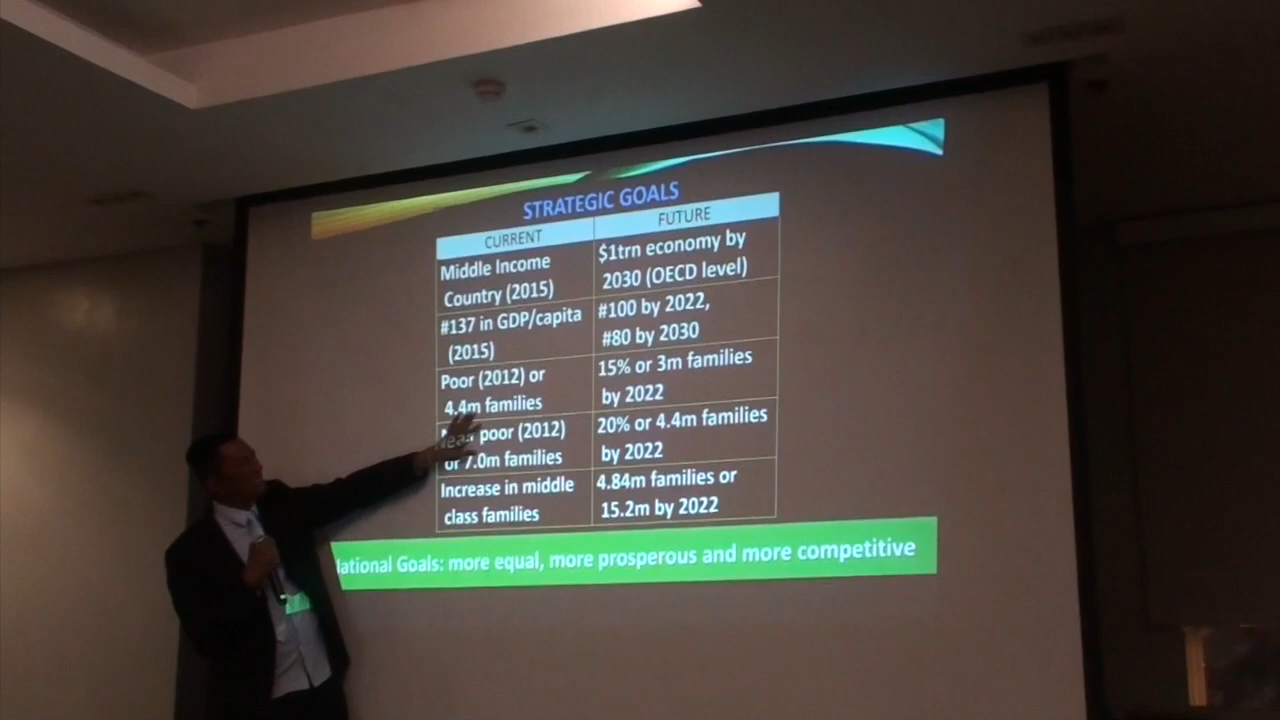 STRATEGIC GOALS
CURRENT
FUTURE
Middle Income
Country (2015)
$1trn economy by
2030 (OECD level)
#137 in GDP/capita
(2015)
#100 by 2022,
#80 by 2030
Poor (2012) or
4.4m families
15% or 3m families
by 2022
Near poor (2012)
or 7.0m families
20% or 4.4m families
by 2022
Increase in middle
class families
4.84m families or
15.2m by 2022
lational Goals: more equal, more prosperous and more competitive